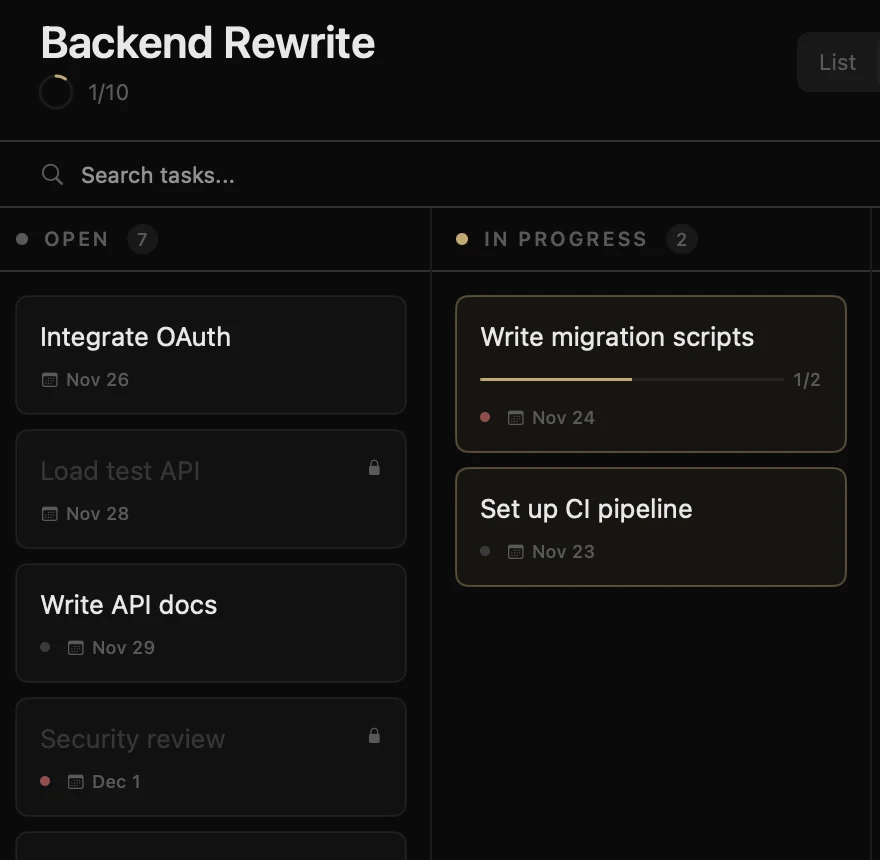 Backend Rewrite
1/10
List
Search tasks...
OPEN 7
Integrate OAuth
Nov 26
Load test API
Nov 28
Write API docs
Nov 29
Security review
Dec 1
IN PROGRESS 2
Write migration scripts
1/2
Nov 24
Set up CI pipeline
Nov 23